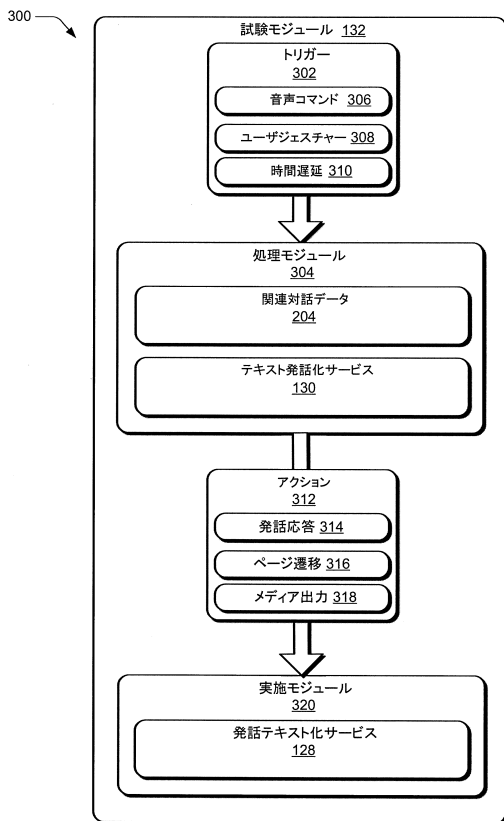 300
試験モジュール 132
トリガー
302
音声コマンド 306
ユーザジェスチャー 308
時間遅延 310
処理モジュール
304
関連対話データ
204
テキスト発話化サービス
130
アクション
312
発話応答 314
ページ遷移 316
メディア出力 318
実施モジュール
320
発話テキスト化サービス
128